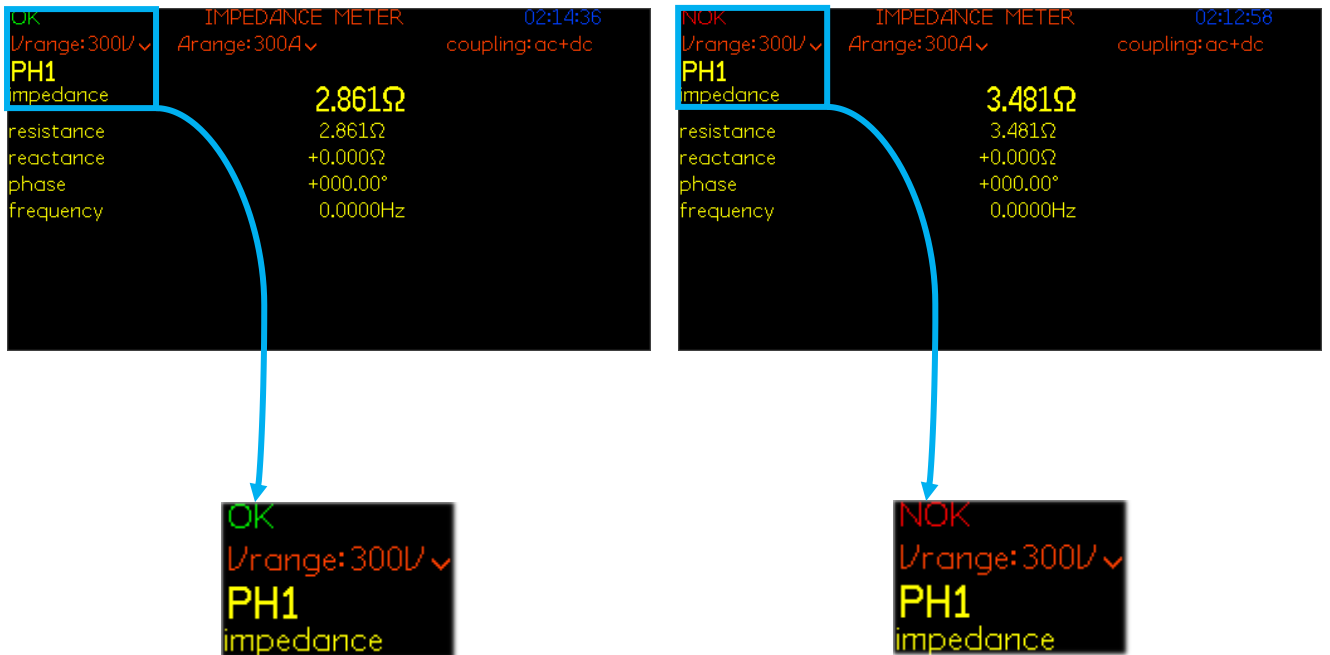 OK IMPEDANCE METER 02:14:36
Vrange:300V Arange:300A coupling:ac+dc
PH1
impedance 2.861Ω
resistance 2.861Ω
reactance +0.000Ω
phase +000.00°
frequency 0.0000Hz
NOK IMPEDANCE METER 02:12:58
Vrange:300V Arange:300A coupling:ac+dc
PH1
impedance 3.481Ω
resistance 3.481Ω
reactance +0.000Ω
phase +000.00°
frequency 0.0000Hz
OK
Vrange:300V
PH1
impedance
NOK
Vrange:300V
PH1
impedance